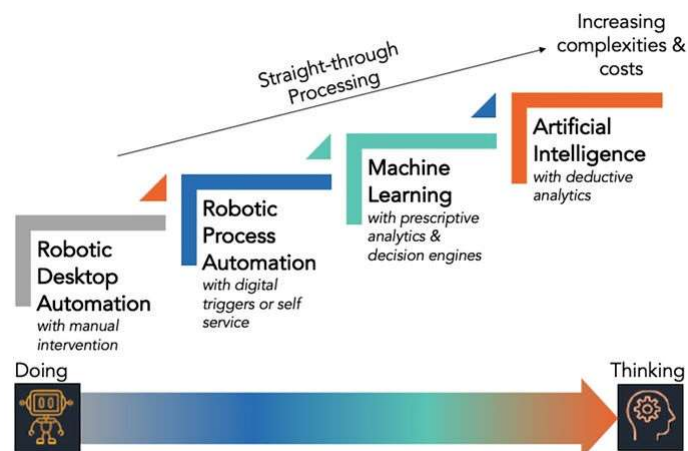 Increasing
complexities &
costs
Straight-through
Processing
Artificial
Intelligence
with deductive
analytics
Machine
Learning
with prescriptive
analytics &
decision engines
Robotic
Process
Automation
with digital
triggers or self
service
Robotic
Desktop
Automation
with manual
intervention
Doing
Thinking